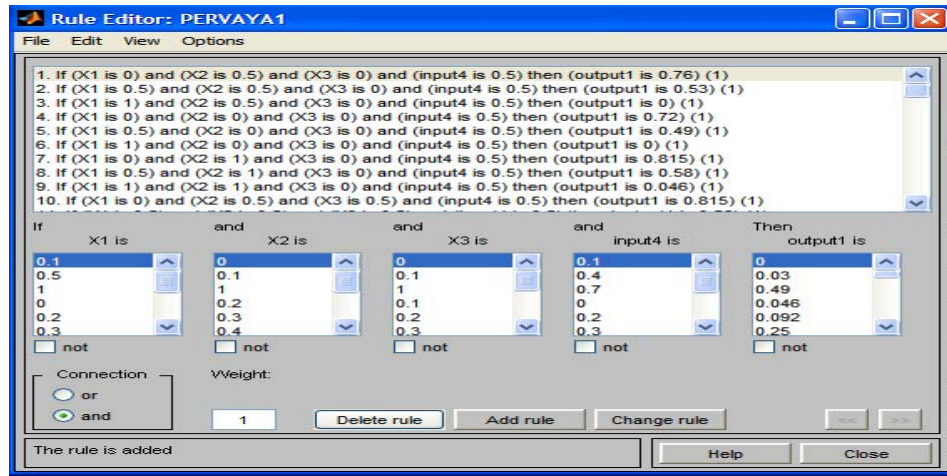 Rule Editor: PERVAYA1
File Edit View Options
1. If (X1 is 0) and (X2 is 0.5) and (X3 is 0) and (input4 is 0.5) then (output1 is 0.76) (1)
2. If (X1 is 0.5) and (X2 is 0.5) and (X3 is 0) and (input4 is 0.5) then (output1 is 0.53) (1)
3. If (X1 is 1) and (X2 is 0.5) and (X3 is 0) and (input4 is 0.5) then (output1 is 0) (1)
4. If (X1 is 0) and (X2 is 0) and (X3 is 0) and (input4 is 0.5) then (output1 is 0.72) (1)
5. If (X1 is 0.5) and (X2 is 0) and (X3 is 0) and (input4 is 0.5) then (output1 is 0.49) (1)
6. If (X1 is 1) and (X2 is 0) and (X3 is 0) and (input4 is 0.5) then (output1 is 0) (1)
7. If (X1 is 0) and (X2 is 1) and (X3 is 0) and (input4 is 0.5) then (output1 is 0.815) (1)
8. If (X1 is 0.5) and (X2 is 1) and (X3 is 0) and (input4 is 0.5) then (output1 is 0.58) (1)
9. If (X1 is 1) and (X2 is 1) and (X3 is 0) and (input4 is 0.5) then (output1 is 0.046) (1)
10. If (X1 is 0) and (X2 is 0.5) and (X3 is 0.5) and (input4 is 0.5) then (output1 is 0.815) (1)
If and and and Then
X1 is X2 is X3 is input4 is output1 is
0.1 0 0 0.1 0
0.5 0.1 0.1 0.4 0.03
1 1 1 0.7 0.49
0 0.2 0.1 0 0.046
0.2 0.3 0.2 0.2 0.092
0.3 0.4 0.3 0.3 0.25
not not not not not
Connection Weight:
or
and 1 Delete rule Add rule Change rule << >>
The rule is added Help Close